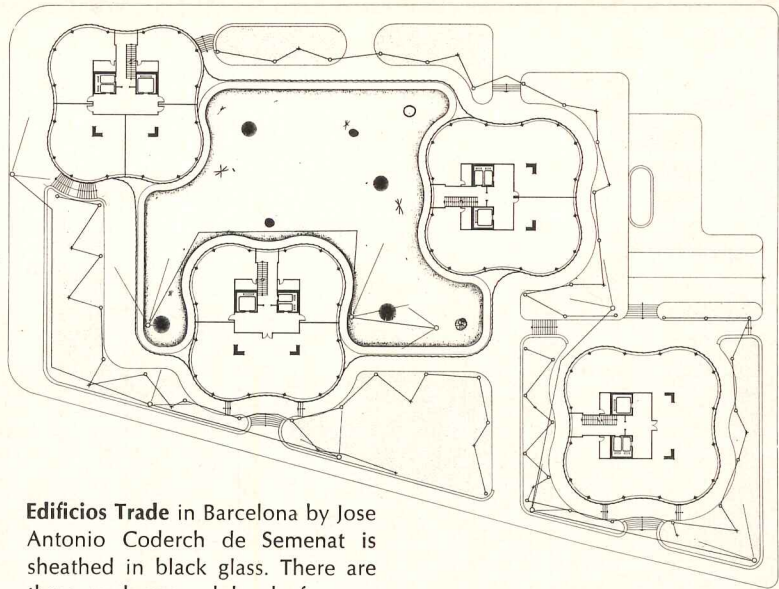 Edificios Trade in Barcelona by Jose
Antonio Coderch de Semenat is
sheathed in black glass. There are